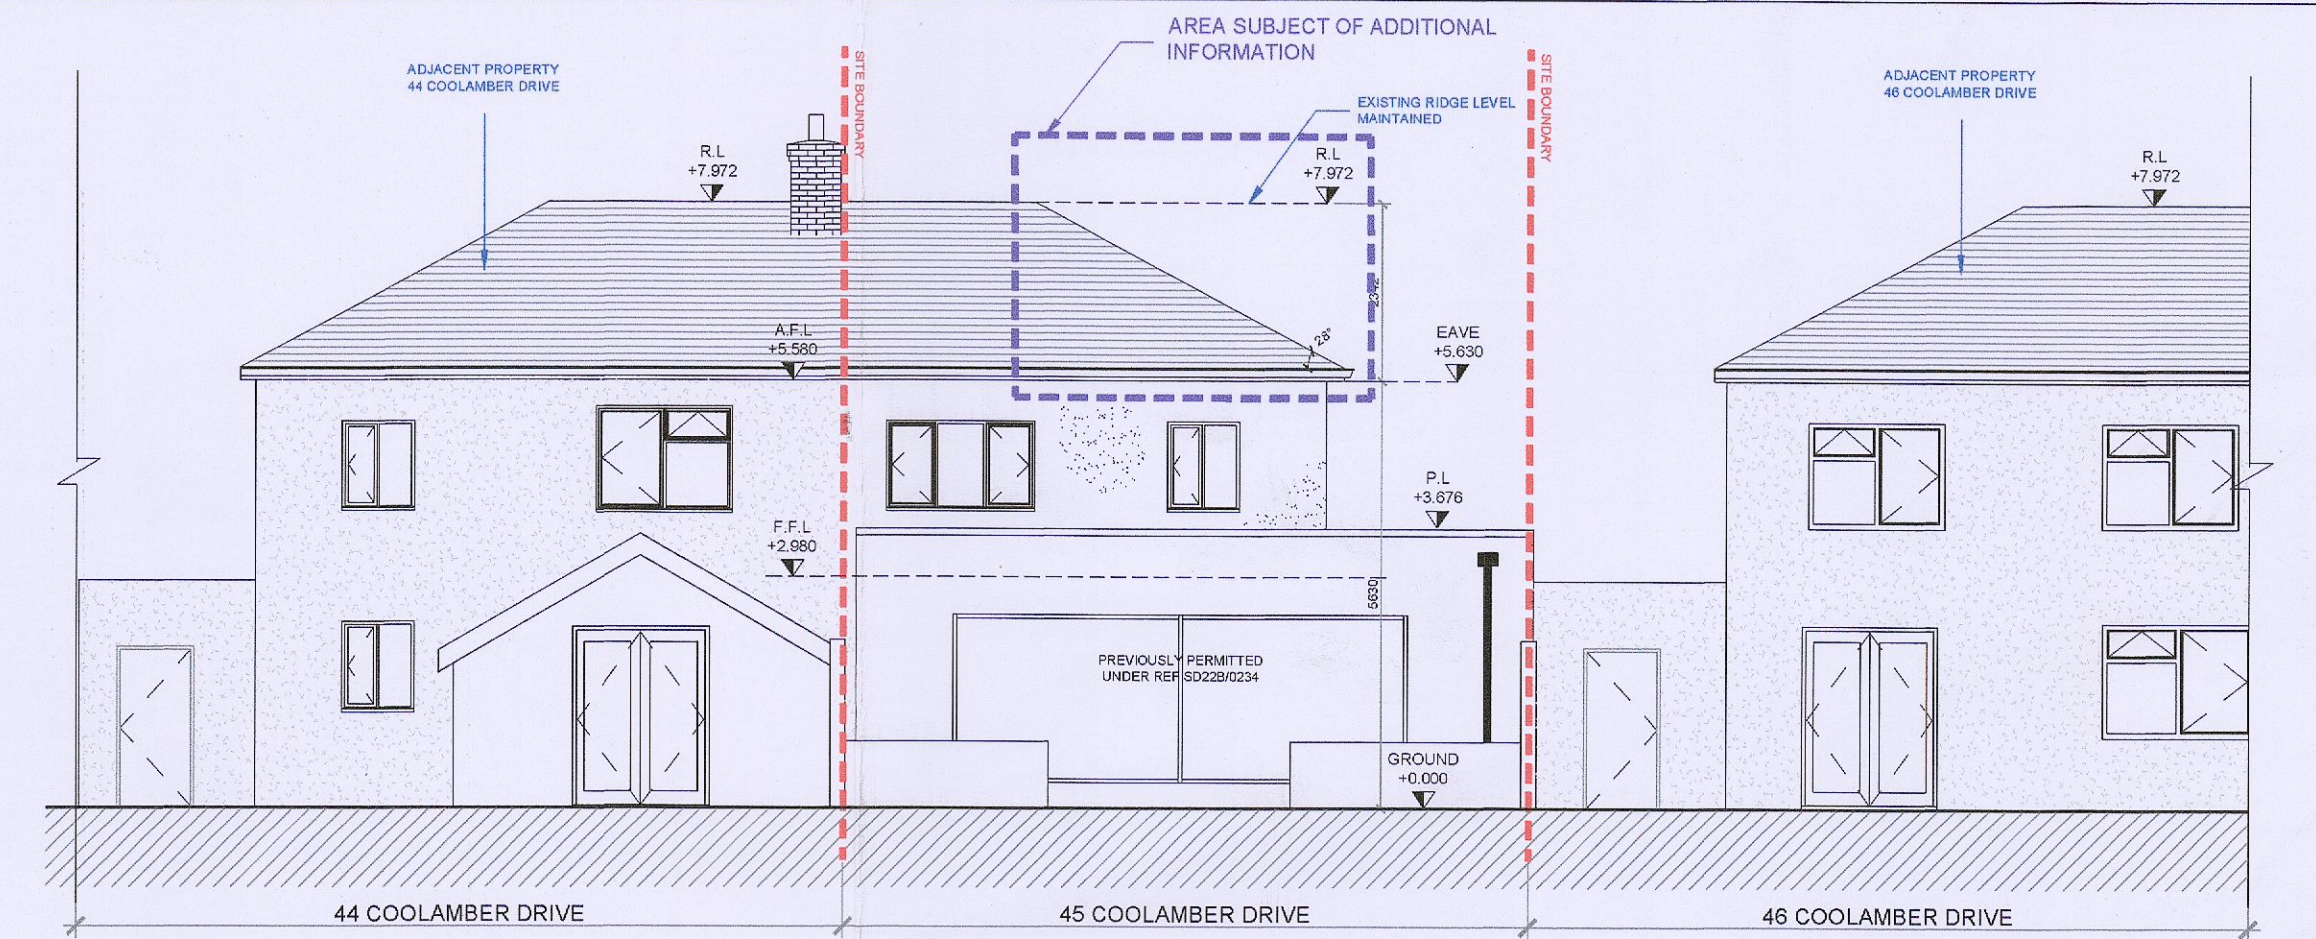 AREA SUBJECT OF ADDITIONAL
INFORMATION
ADJACENT PROPERTY
44 COOLAMBER DRIVE
SITE BOUNDARY
EXISTING RIDGE LEVEL
MAINTAINED
SITE BOUNDARY
ADJACENT PROPERTY
46 COOLAMBER DRIVE
R.L
+7.972
R.L
+7.972
R.L
+7.972
2342
A.F.L
+5.580
28°
EAVE
+5.630
P.L
+3.676
F.F.L
+2.980
5630
PREVIOUSLY PERMITTED
UNDER REF SD22B/0234
GROUND
+0.000
44 COOLAMBER DRIVE
45 COOLAMBER DRIVE
46 COOLAMBER DRIVE